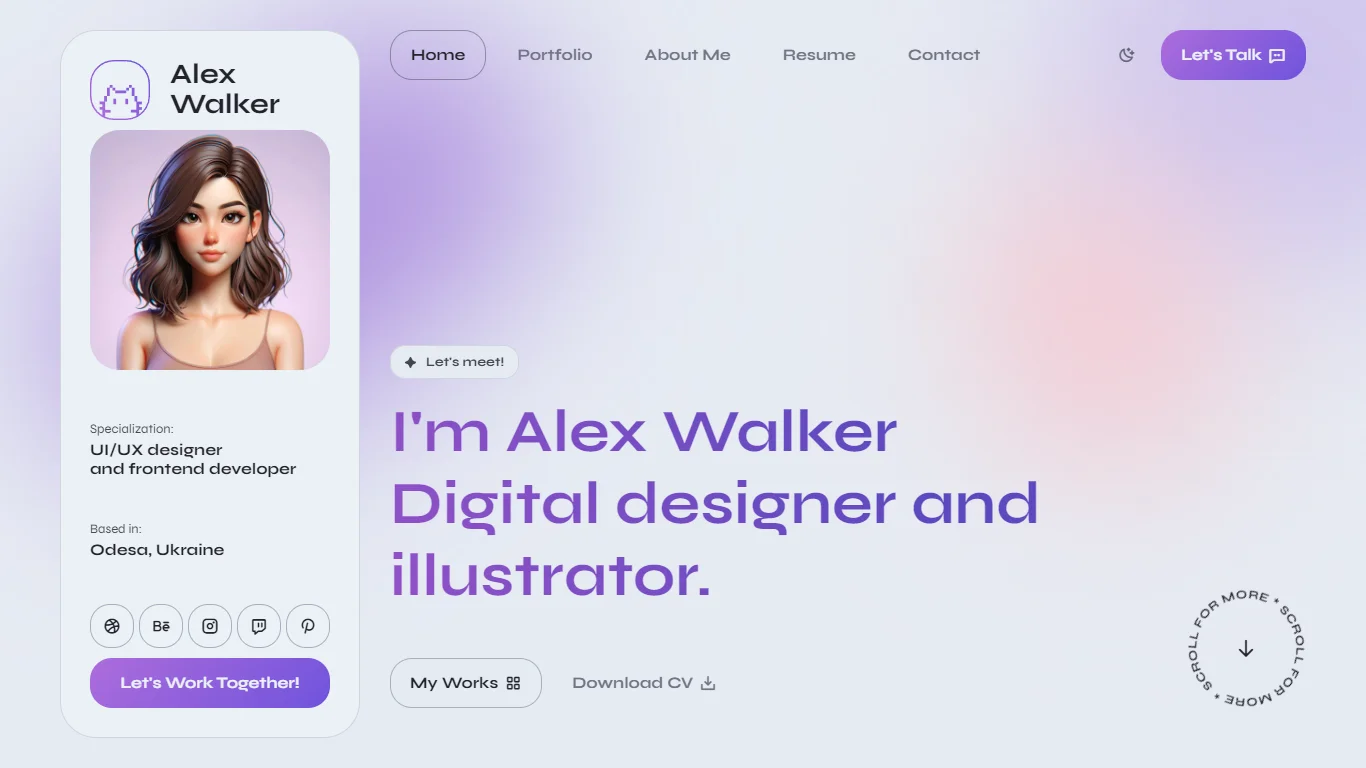 Alex
Walker
Specialization:
UI/UX designer
and frontend developer
Based in:
Odesa, Ukraine
Bē
Let's Work Together!
Home
Portfolio
About Me
Resume
Contact
Let's Talk
Let's meet!
I'm Alex Walker
Digital designer and
illustrator.
My Works
Download CV
SCROLL FOR MORE * SCROLL FOR MORE *